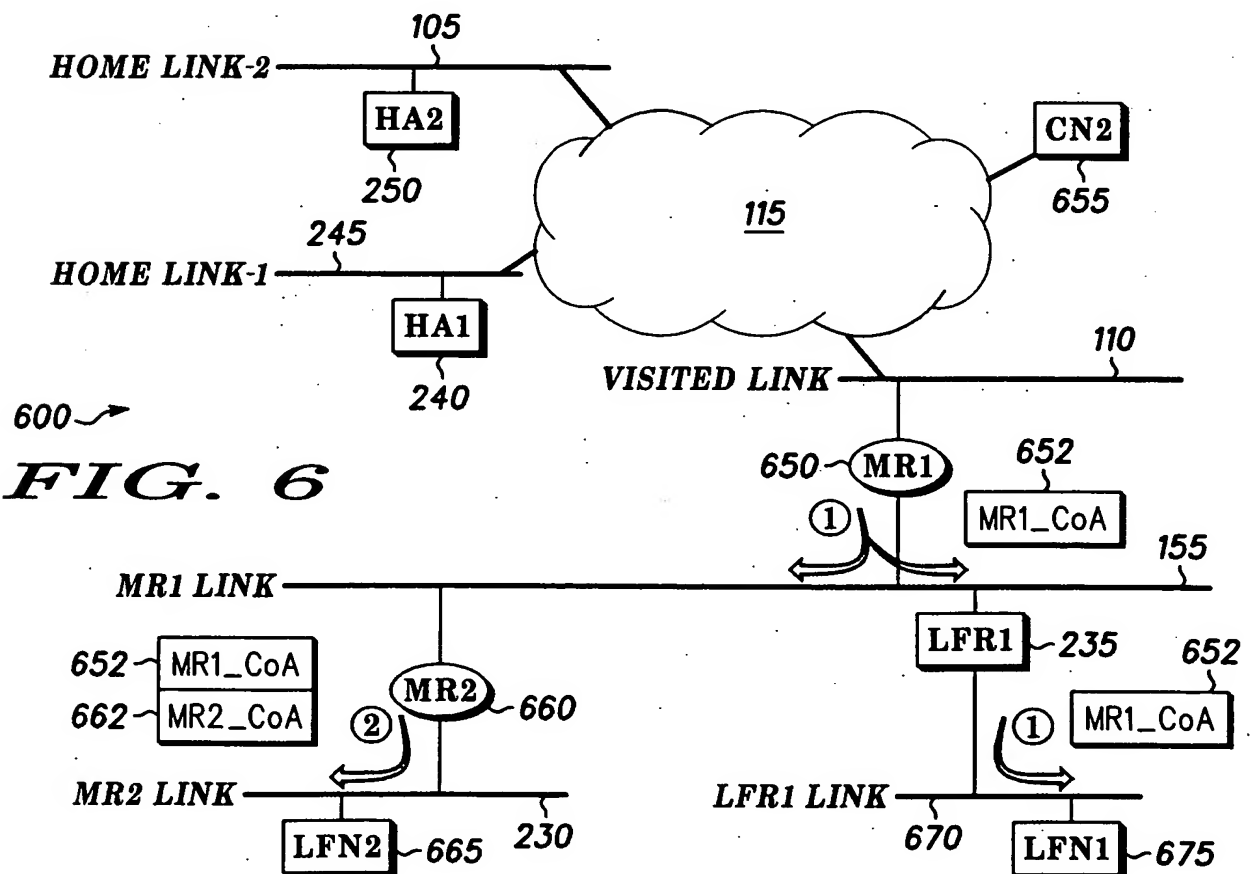 105
HOME LINK-2
HA2
250
CN2
655
115
245
HOME LINK-1
HA1
240
110
VISITED LINK
600
FIG. 6
650
MR1
652
MR1_CoA
1
155
MR1 LINK
LFR1
235
652
MR1_CoA
662
MR2_CoA
MR2
660
2
652
MR1_CoA
1
MR2 LINK
230
LFN2
665
LFR1 LINK
670
LFN1
675